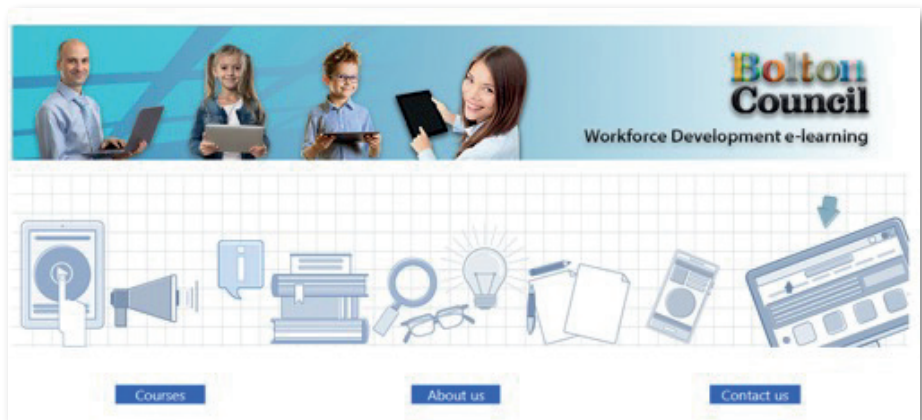 Bolton
Council
Workforce Development e-learning
i
Courses
About us
Contact us